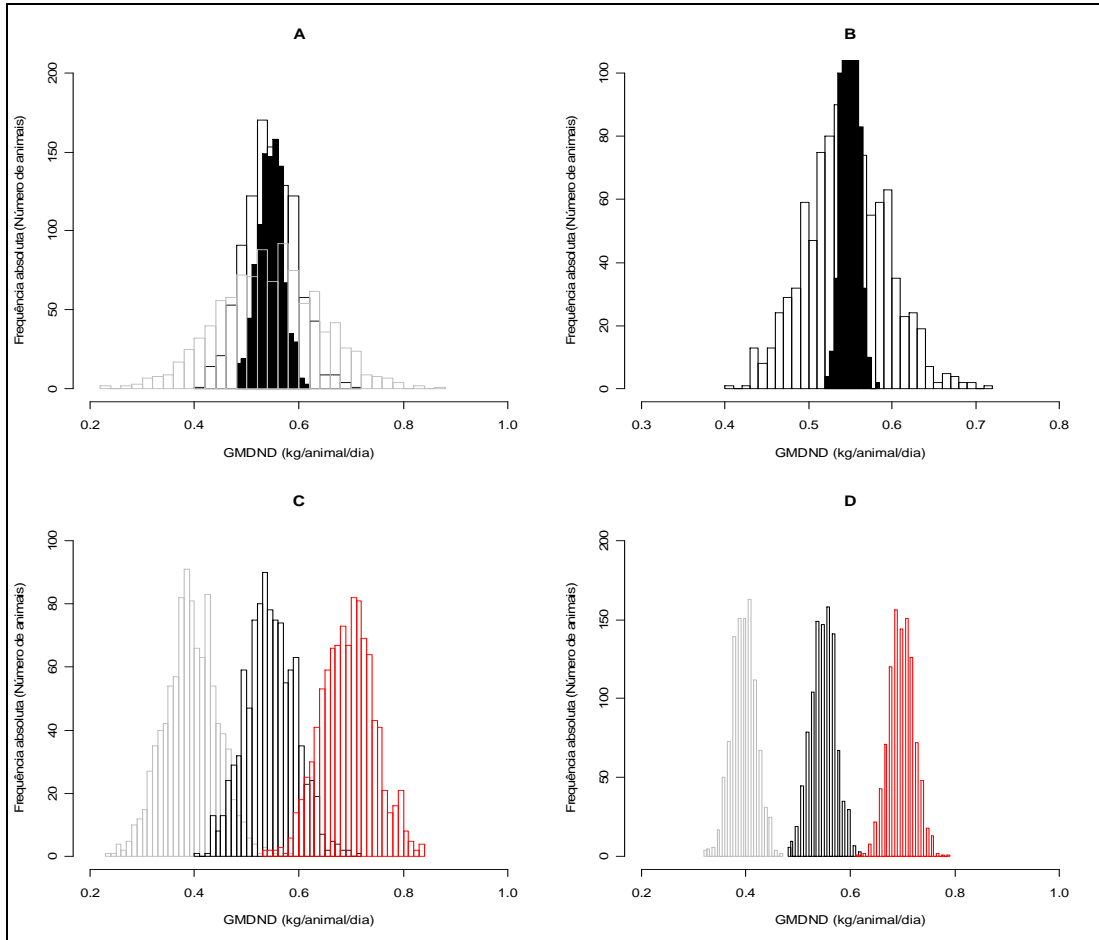 A
Frequência absoluta (Número de animais)
200
150
100
50
0
0.2 0.4 0.6 0.8 1.0
GMDND (kg/animal/dia)
B
Frequência absoluta (Número de animais)
100
80
60
40
20
0
0.3 0.4 0.5 0.6 0.7 0.8
GMDND (kg/animal/dia)
C
Frequência absoluta (Número de animais)
100
80
60
40
20
0
0.2 0.4 0.6 0.8 1.0
GMDND (kg/animal/dia)
D
Frequência absoluta (Número de animais)
200
150
100
50
0
0.2 0.4 0.6 0.8 1.0
GMDND (kg/animal/dia)